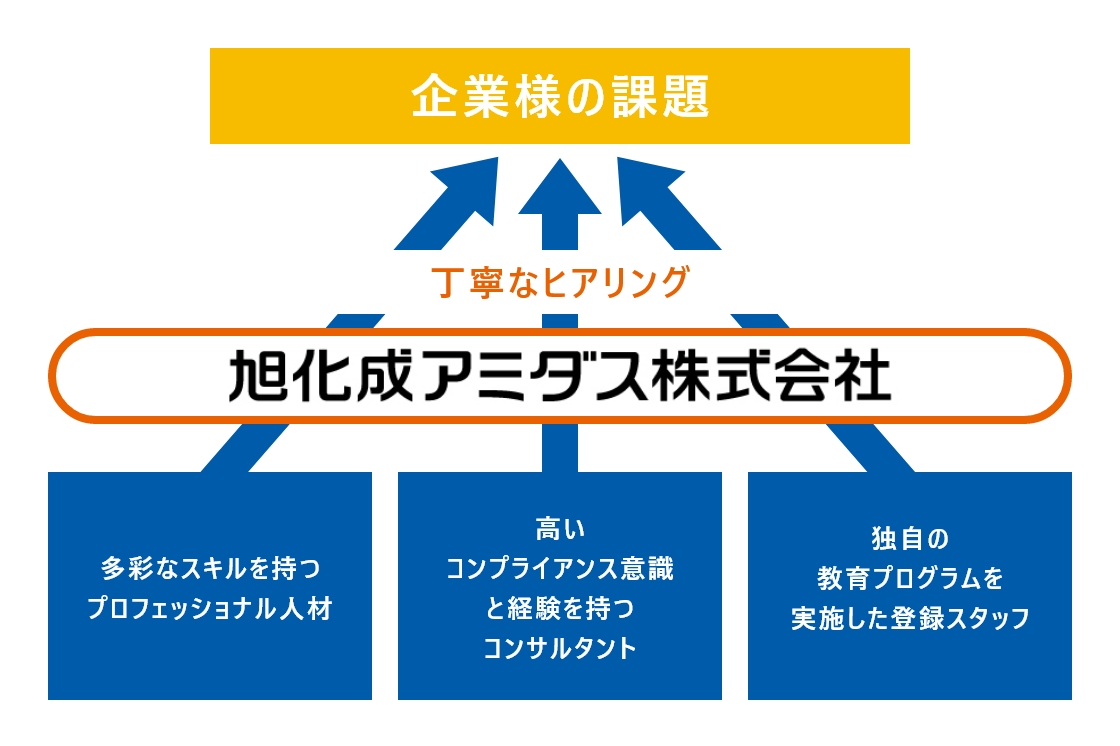 企業様の課題
丁寧なヒアリング
旭化成アミダス株式会社
多彩なスキルを持つ
プロフェッショナル人材
高い
コンプライアンス意識
と経験を持つ
コンサルタント
独自の
教育プログラムを
実施した登録スタッフ